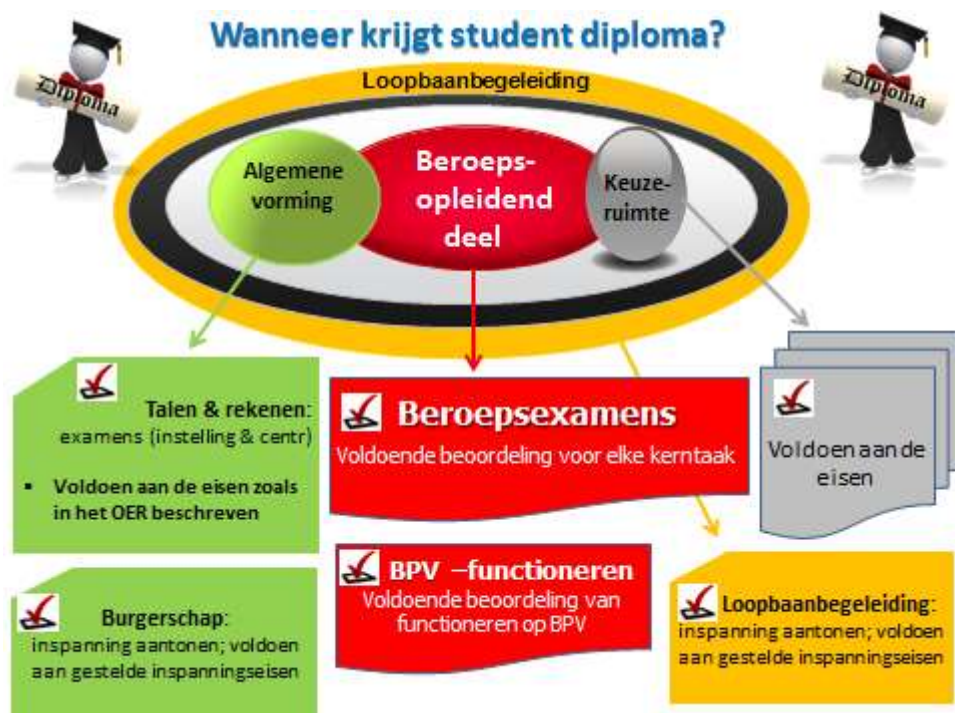 Wanneer krijgt student diploma?
Diploma
Diploma
Loopbaanbegeleiding
Algemene
vorming
Beroeps-
opleidend
deel
Keuze-
ruimte
Talen & rekenen:
examens (instelling & centr)
▪ Voldoen aan de eisen zoals
in het OER beschreven
Beroepsexamens
Voldoende beoordeling voor elke kerntaak
Voldoen aan de
eisen
Burgerschap:
inspanning aantonen; voldoen
aan gestelde inspanningseisen
BPV –functioneren
Voldoende beoordeling van
functioneren op BPV
Loopbaanbegeleiding:
inspanning aantonen; voldoen
aan gestelde inspanningseisen